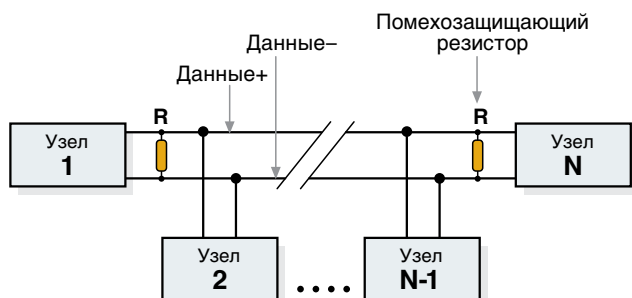 Помехозащищающий
резистор
Данные–
Данные+
R
R
Узел
1
Узел
N
Узел
2
....
Узел
N-1